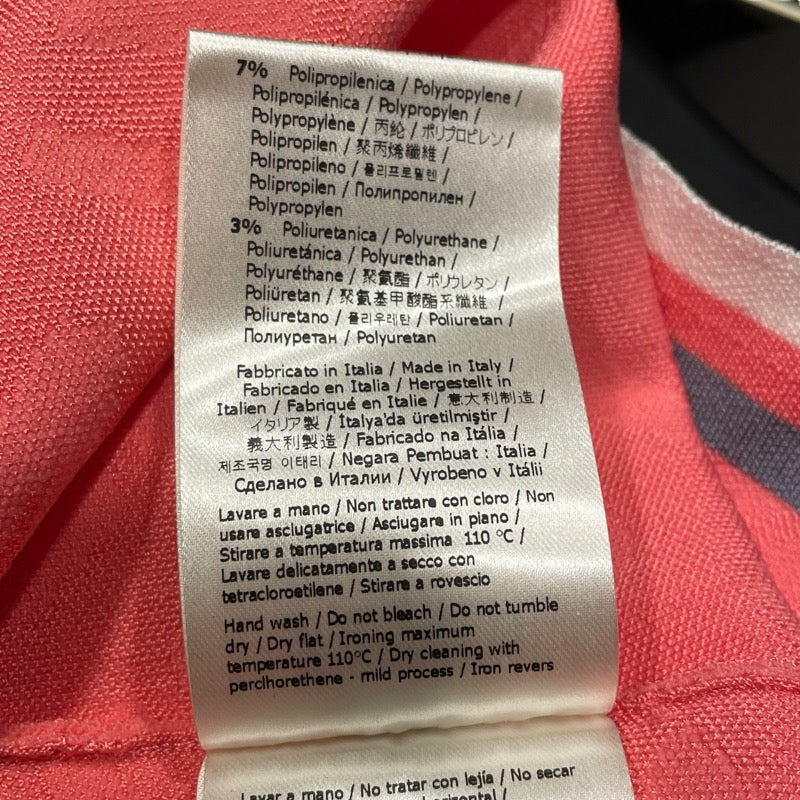 7% Polipropilenica / Polypropylene /
Polipropilénica / Polypropylen /
Polypropylène / 丙纶 / ポリプロピレン /
Polipropilen / 聚丙烯纖維 /
Polipropileno / 폴리프로필렌 /
Polipropilen / Полипропилен /
Polypropylen
3% Poliuretanica / Polyurethane /
Poliuretánica / Polyurethan /
Polyuréthane / 聚氨酯 / ポリウレタン /
Poliüretan / 聚氨基甲酸酯系纖維 /
Poliuretano / 폴리우레탄 / Poliuretan /
Полиуретан / Polyuretan
Fabbricato in Italia / Made in Italy /
Fabricado en Italia / Hergestellt in
Italien / Fabriqué en Italie / 意大利制造 /
イタリア製 / İtalya'da üretilmiştir /
義大利製造 / Fabricado na Itália /
제조국명 이태리 / Negara Pembuat : Italia /
Сделано в Италии / Vyrobeno v Itálii
Lavare a mano / Non trattare con cloro / Non
usare asciugatrice / Asciugare in piano /
Stirare a temperatura massima 110 °C /
Lavare delicatamente a secco con
tetracloroetilene / Stirare a rovescio
Hand wash / Do not bleach / Do not tumble
dry / Dry flat / Ironing maximum
temperature 110°C / Dry cleaning with
perclhorethene - mild process / Iron revers
Lavar a mano / No tratar con lejía / No secar
horizontal /